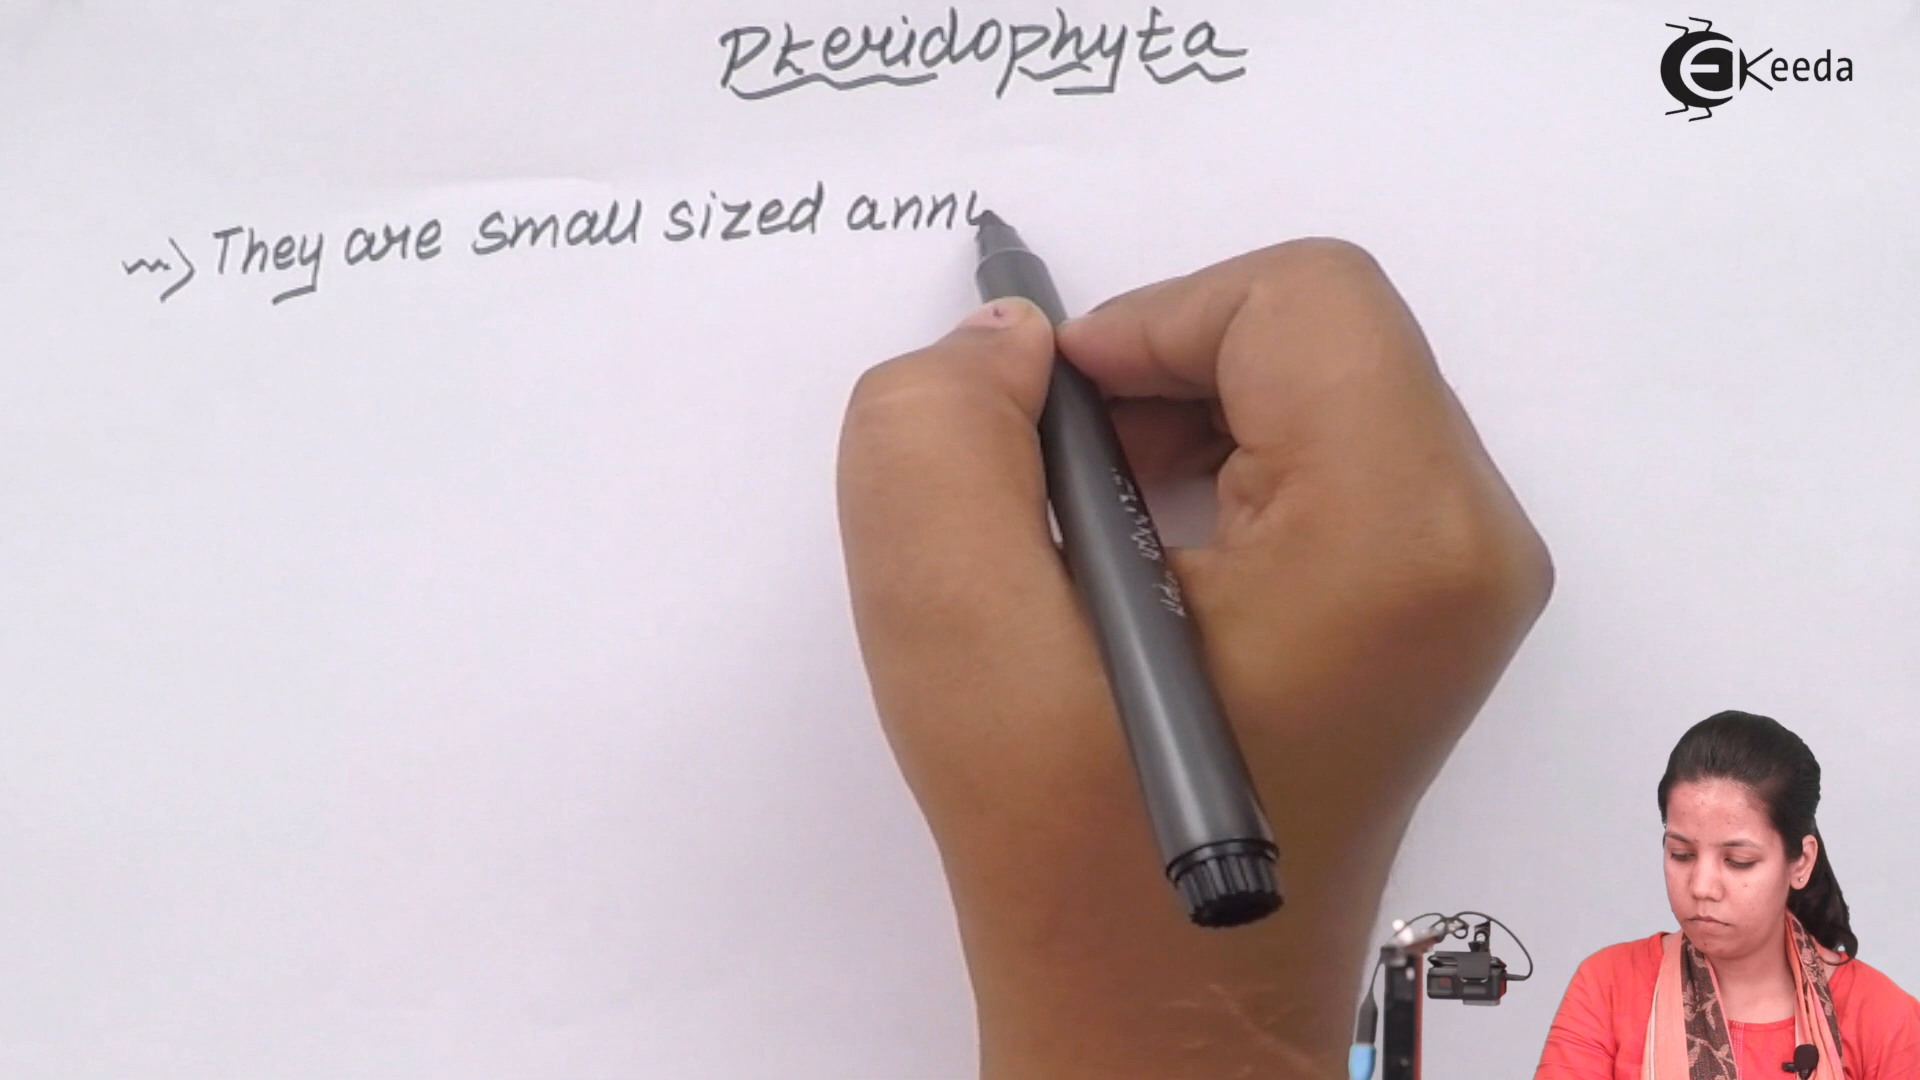 Pteridophyta
EKeeda
They are small sized annu